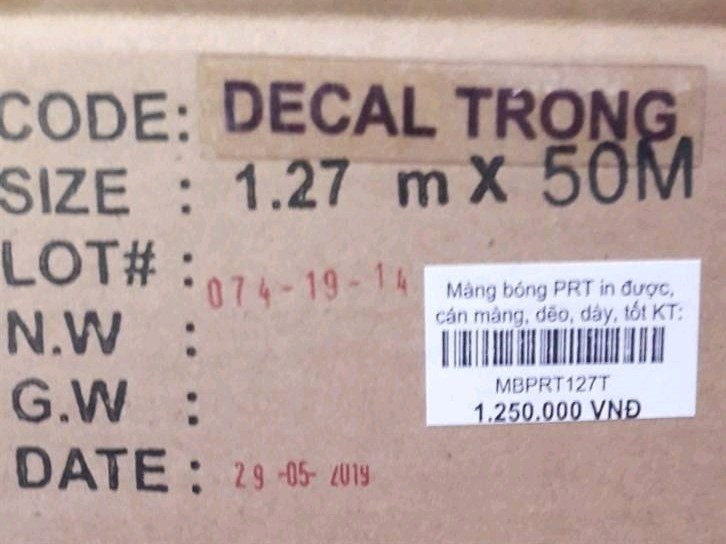 CODE: DECAL TRONG
SIZE : 1.27 m X 50M
LOT# : 074-19-14
N.W :
G.W :
DATE : 29-05-2019
Màng bóng PRT in được,
cán màng, dẽo, dày, tốt KT:
MBPRT127T
1.250.000 VNĐ